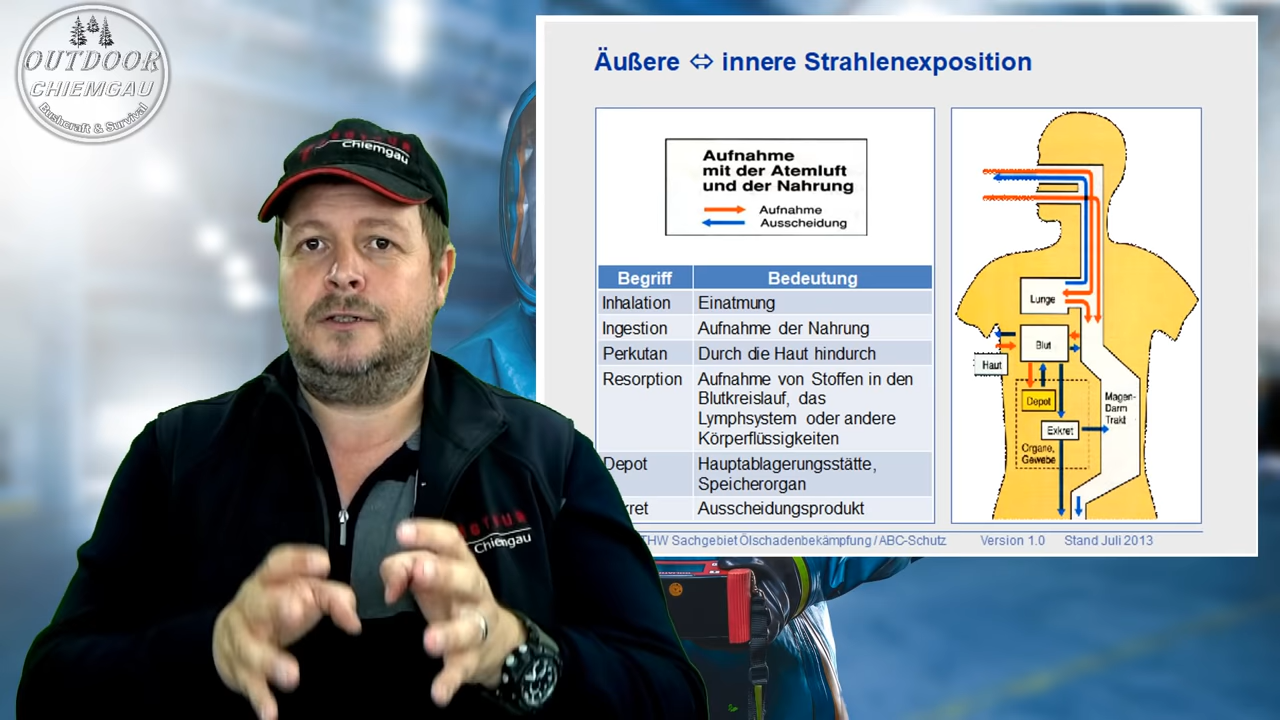 OUTDOOR
CHIEMGAU
Bushcraft & Survival
Chiemgau
Chiemgau
Äußere ⇔ innere Strahlenexposition
Aufnahme
mit der Atemluft
und der Nahrung
Aufnahme
Ausscheidung
Begriff Bedeutung
Inhalation Einatmung
Ingestion Aufnahme der Nahrung
Perkutan Durch die Haut hindurch
Resorption Aufnahme von Stoffen in den
Blutkreislauf, das
Lymphsystem oder andere
Körperflüssigkeiten
Depot Hauptablagerungsstätte,
Speicherorgan
kret Ausscheidungsprodukt
Lunge
Blut
Haut
Depot
Exkret
Organe,
Gewebe
Magen-
Darm
Trakt
THW Sachgebiet Ölschadenbekämpfung / ABC-Schutz Version 1.0 Stand Juli 2013